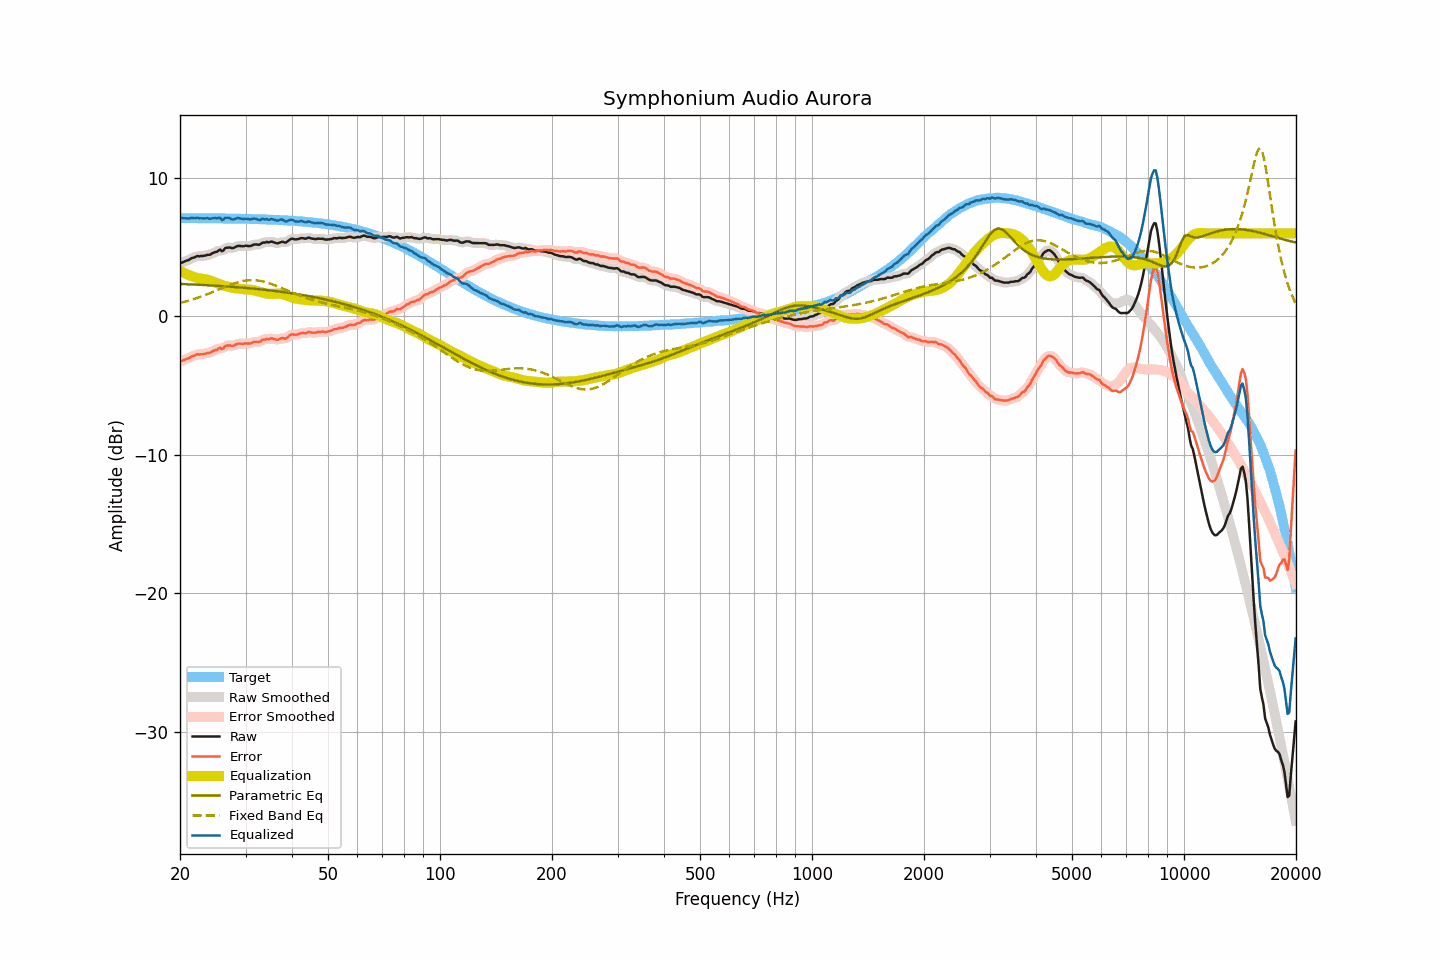 Symphonium Audio Aurora
10
0
−10
−20
−30
Amplitude (dBr)
Target
Raw Smoothed
Error Smoothed
Raw
Error
Equalization
Parametric Eq
Fixed Band Eq
Equalized
20 50 100 200 500 1000 2000 5000 10000 20000
Frequency (Hz)